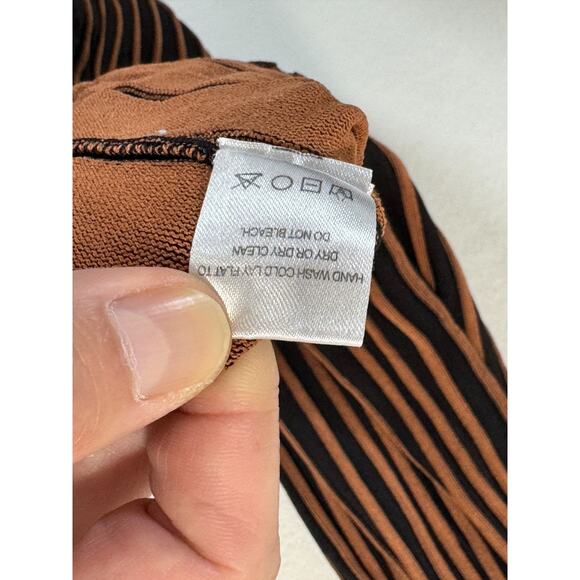 HAND WASH COLD LAY FLAT TO
DRY OR DRY CLEAN
DO NOT BLEACH.